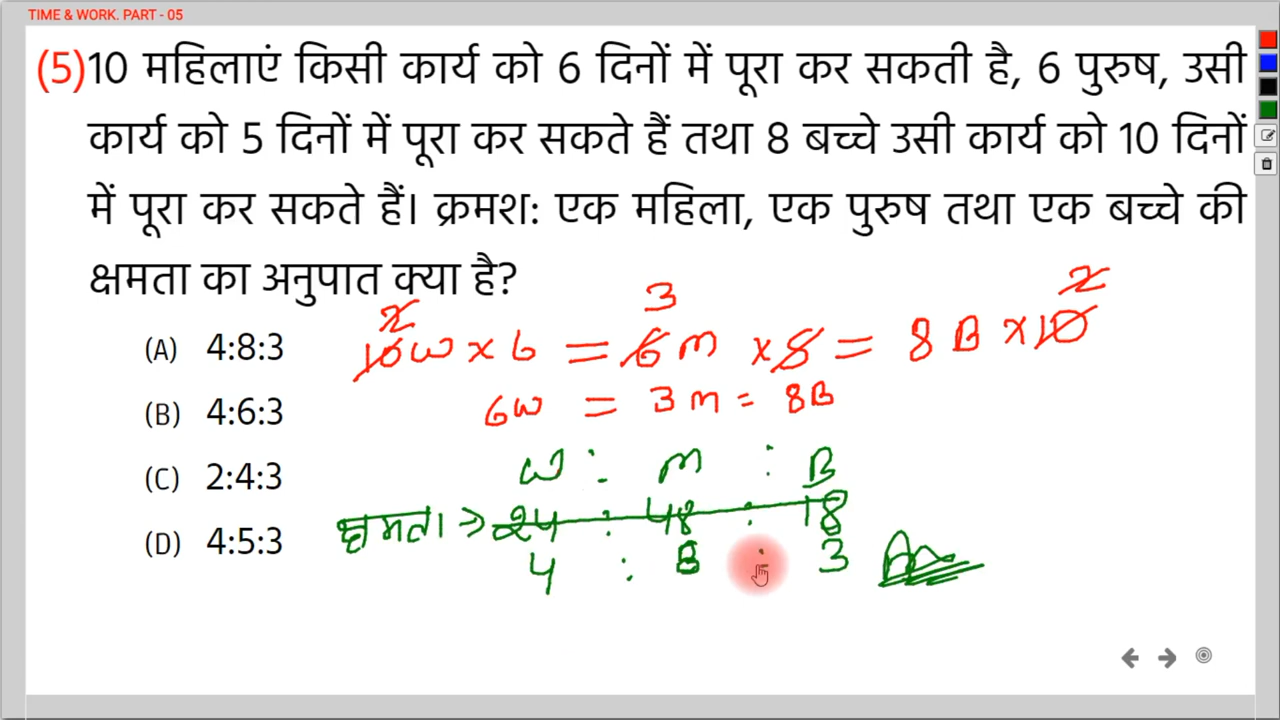 TIME & WORK. PART - 05
(5)10 महिलाएं किसी कार्य को 6 दिनों में पूरा कर सकती है, 6 पुरुष, उसी
कार्य को 5 दिनों में पूरा कर सकते हैं तथा 8 बच्चे उसी कार्य को 10 दिनों
में पूरा कर सकते हैं। क्रमश: एक महिला, एक पुरुष तथा एक बच्चे की
क्षमता का अनुपात क्या है?
(A) 4:8:3
(B) 4:6:3
(C) 2:4:3
(D) 4:5:3
2 3 2
10W × 6 = 6M × 5 = 8B × 10
6W = 3M = 8B
W : M : B
क्षमता ⇒ 24 : 48 : 18
4 : 8 : 3 Ans